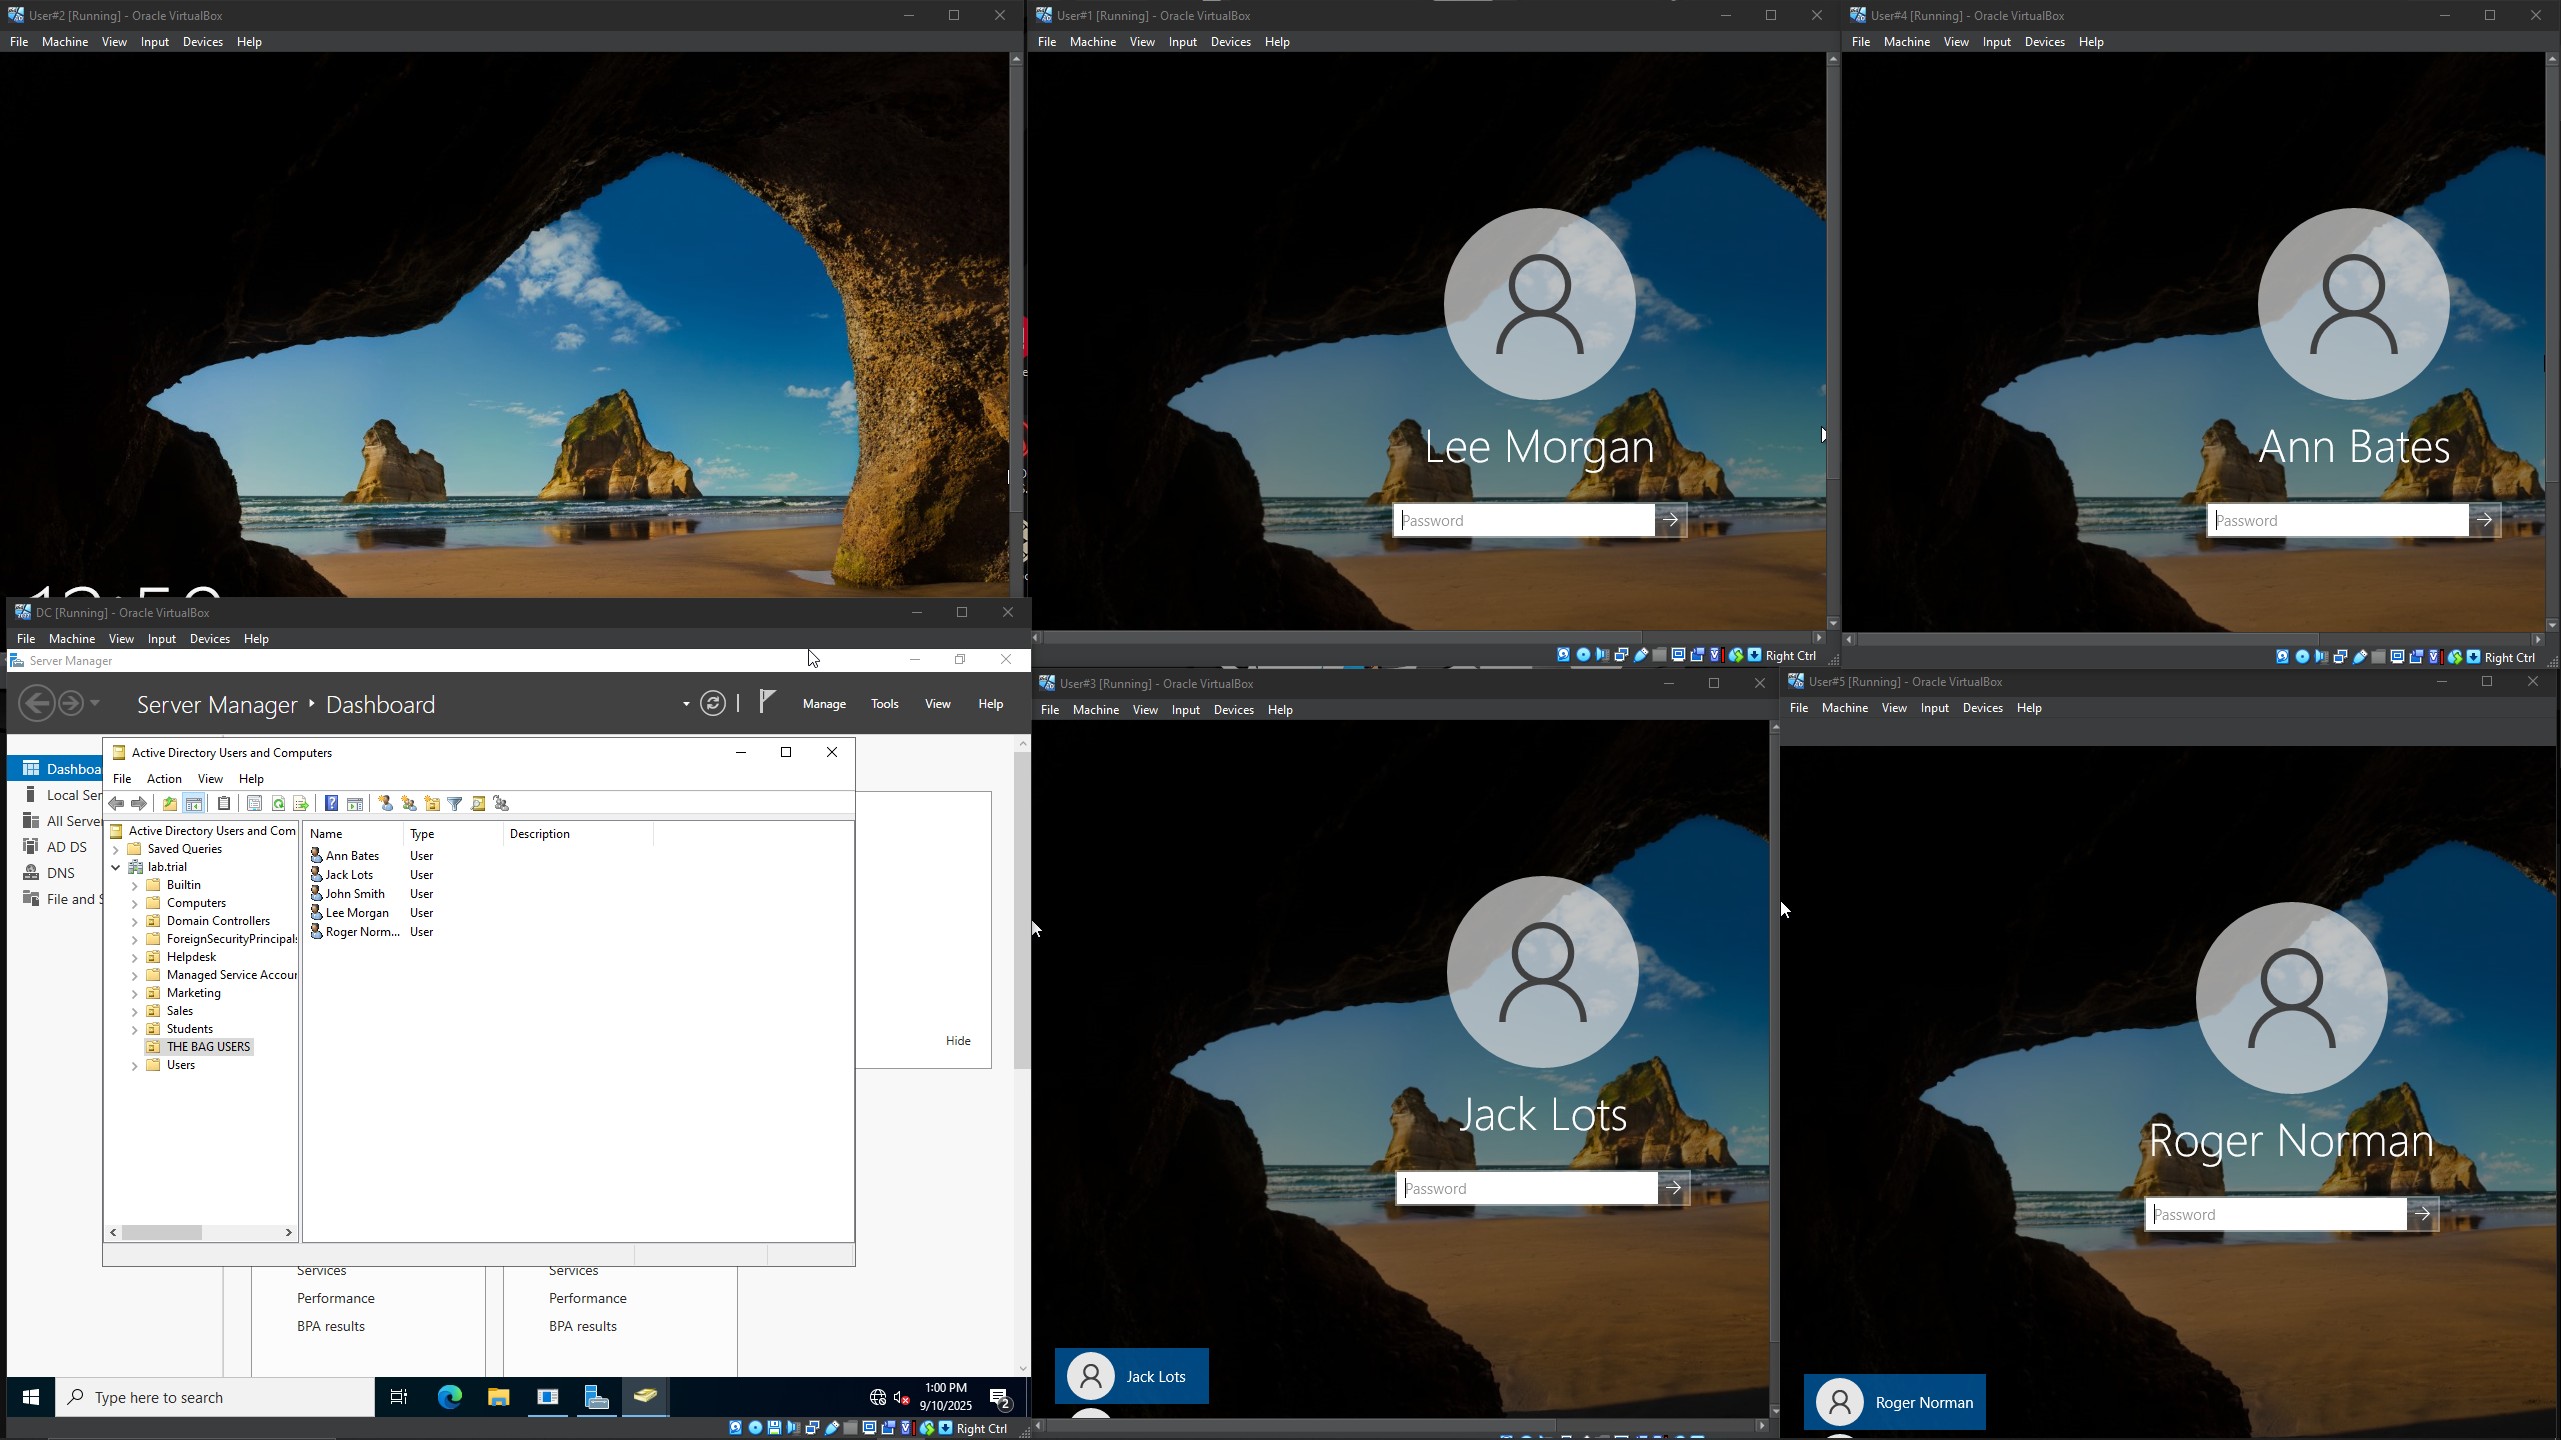 User#2 [Running] - Oracle VirtualBox
File Machine View Input Devices Help
User#1 [Running] - Oracle VirtualBox
File Machine View Input Devices Help
Lee Morgan
Password
Right Ctrl
User#4 [Running] - Oracle VirtualBox
File Machine View Input Devices Help
Ann Bates
Password
Right Ctrl
DC [Running] - Oracle VirtualBox
File Machine View Input Devices Help
Server Manager
Server Manager Dashboard
Manage Tools View Help
Dashboa
Local Ser
All Server
AD DS
DNS
File and S
Active Directory Users and Computers
File Action View Help
Active Directory Users and Com
Saved Queries
lab.trial
Builtin
Computers
Domain Controllers
ForeignSecurityPrincipals
Helpdesk
Managed Service Accour
Marketing
Sales
Students
THE BAG USERS
Users
Name Type Description
Ann Bates User
Jack Lots User
John Smith User
Lee Morgan User
Roger Norm... User
Hide
Services Services
Performance Performance
BPA results BPA results
Type here to search
1:00 PM
9/10/2025
2
Right Ctrl
User#3 [Running] - Oracle VirtualBox
File Machine View Input Devices Help
Jack Lots
Password
Jack Lots
User#5 [Running] - Oracle VirtualBox
File Machine View Input Devices Help
Roger Norman
Password
Roger Norman